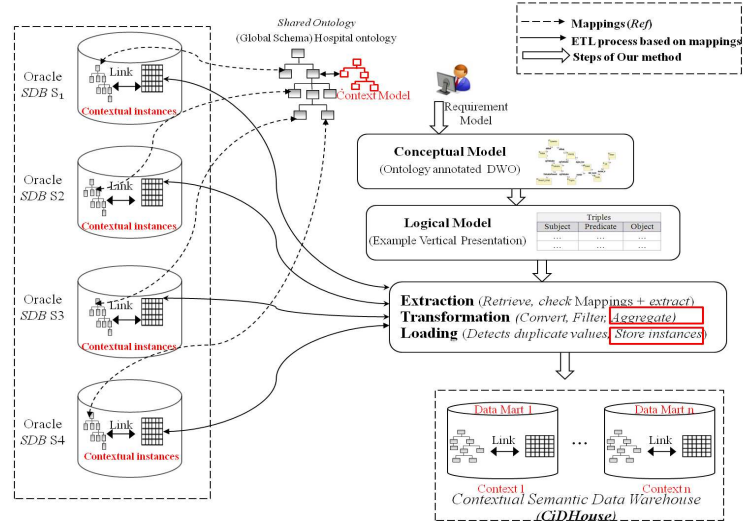 Shared Ontology
(Global Schema) Hospital ontology
Context Model
Mappings (Ref)
ETL process based on mappings
Steps of Our method
Oracle
SDB S1
Link
Contextual instances
Oracle
SDB S2
Link
Contextual instances
Oracle
SDB S3
Link
Contextual instances
Oracle
SDB S4
Link
Contextual instances
Requirement
Model
Conceptual Model
(Ontology annotated DWO)
Logical Model
(Example Vertical Presentation)
Triples
Subject Predicate Object
... ... ...
... ... ...
Extraction (Retrieve, check Mappings + extract)
Transformation (Convert, Filter, Aggregate)
Loading (Detects duplicate values, Store instances)
Data Mart 1
Link
Context 1
...
Data Mart n
Link
Context n
Contextual Semantic Data Warehouse
(CiDHouse)